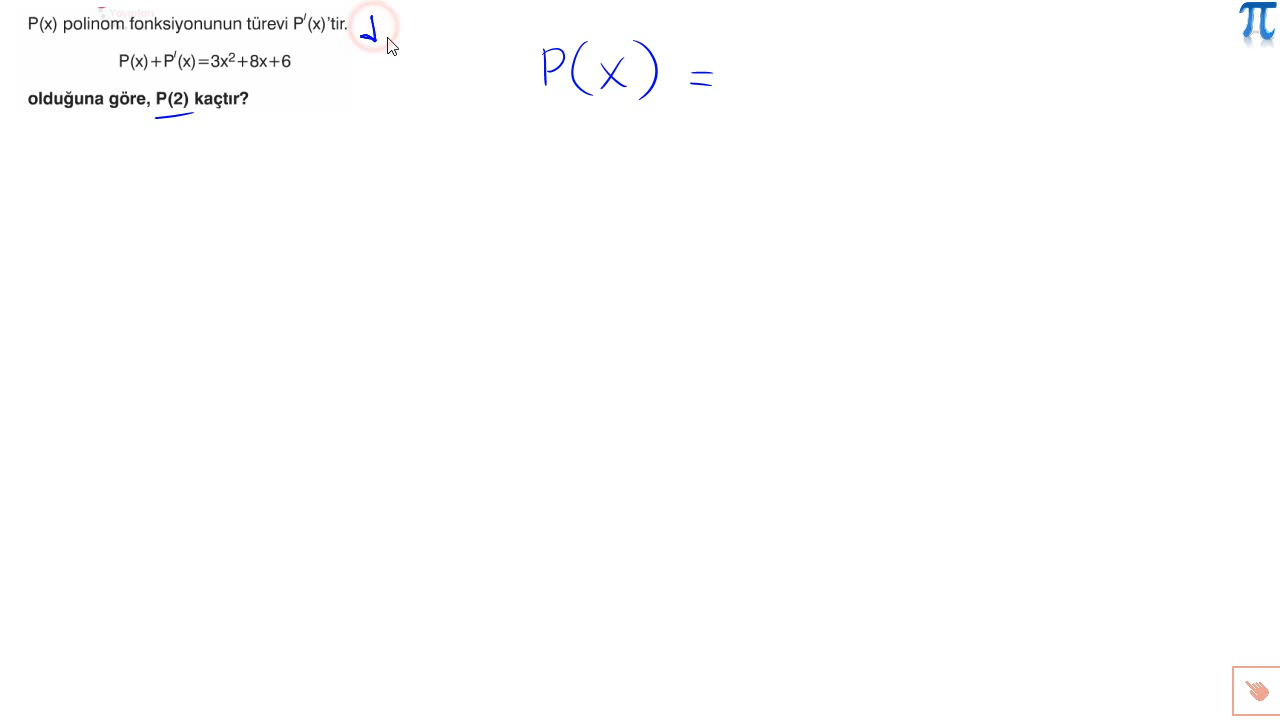 P(x) polinom fonksiyonunun türevi P'(x)'tir.
P(x)+P'(x)=3x²+8x+6
olduğuna göre, P(2) kaçtır?
P(x) =
π